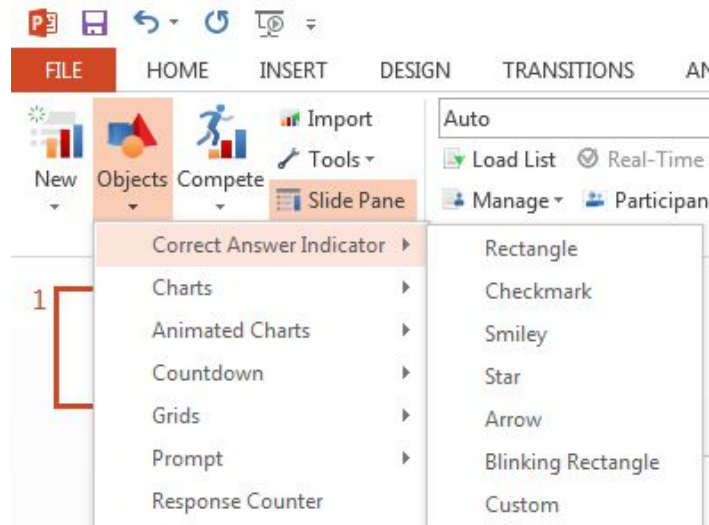 FILE HOME INSERT DESIGN TRANSITIONS AN
Import Auto
Tools Load List Real-Time
New Objects Compete Slide Pane Manage Participan
Correct Answer Indicator Rectangle
1 Charts Checkmark
Animated Charts Smiley
Countdown Star
Grids Arrow
Prompt Blinking Rectangle
Response Counter Custom